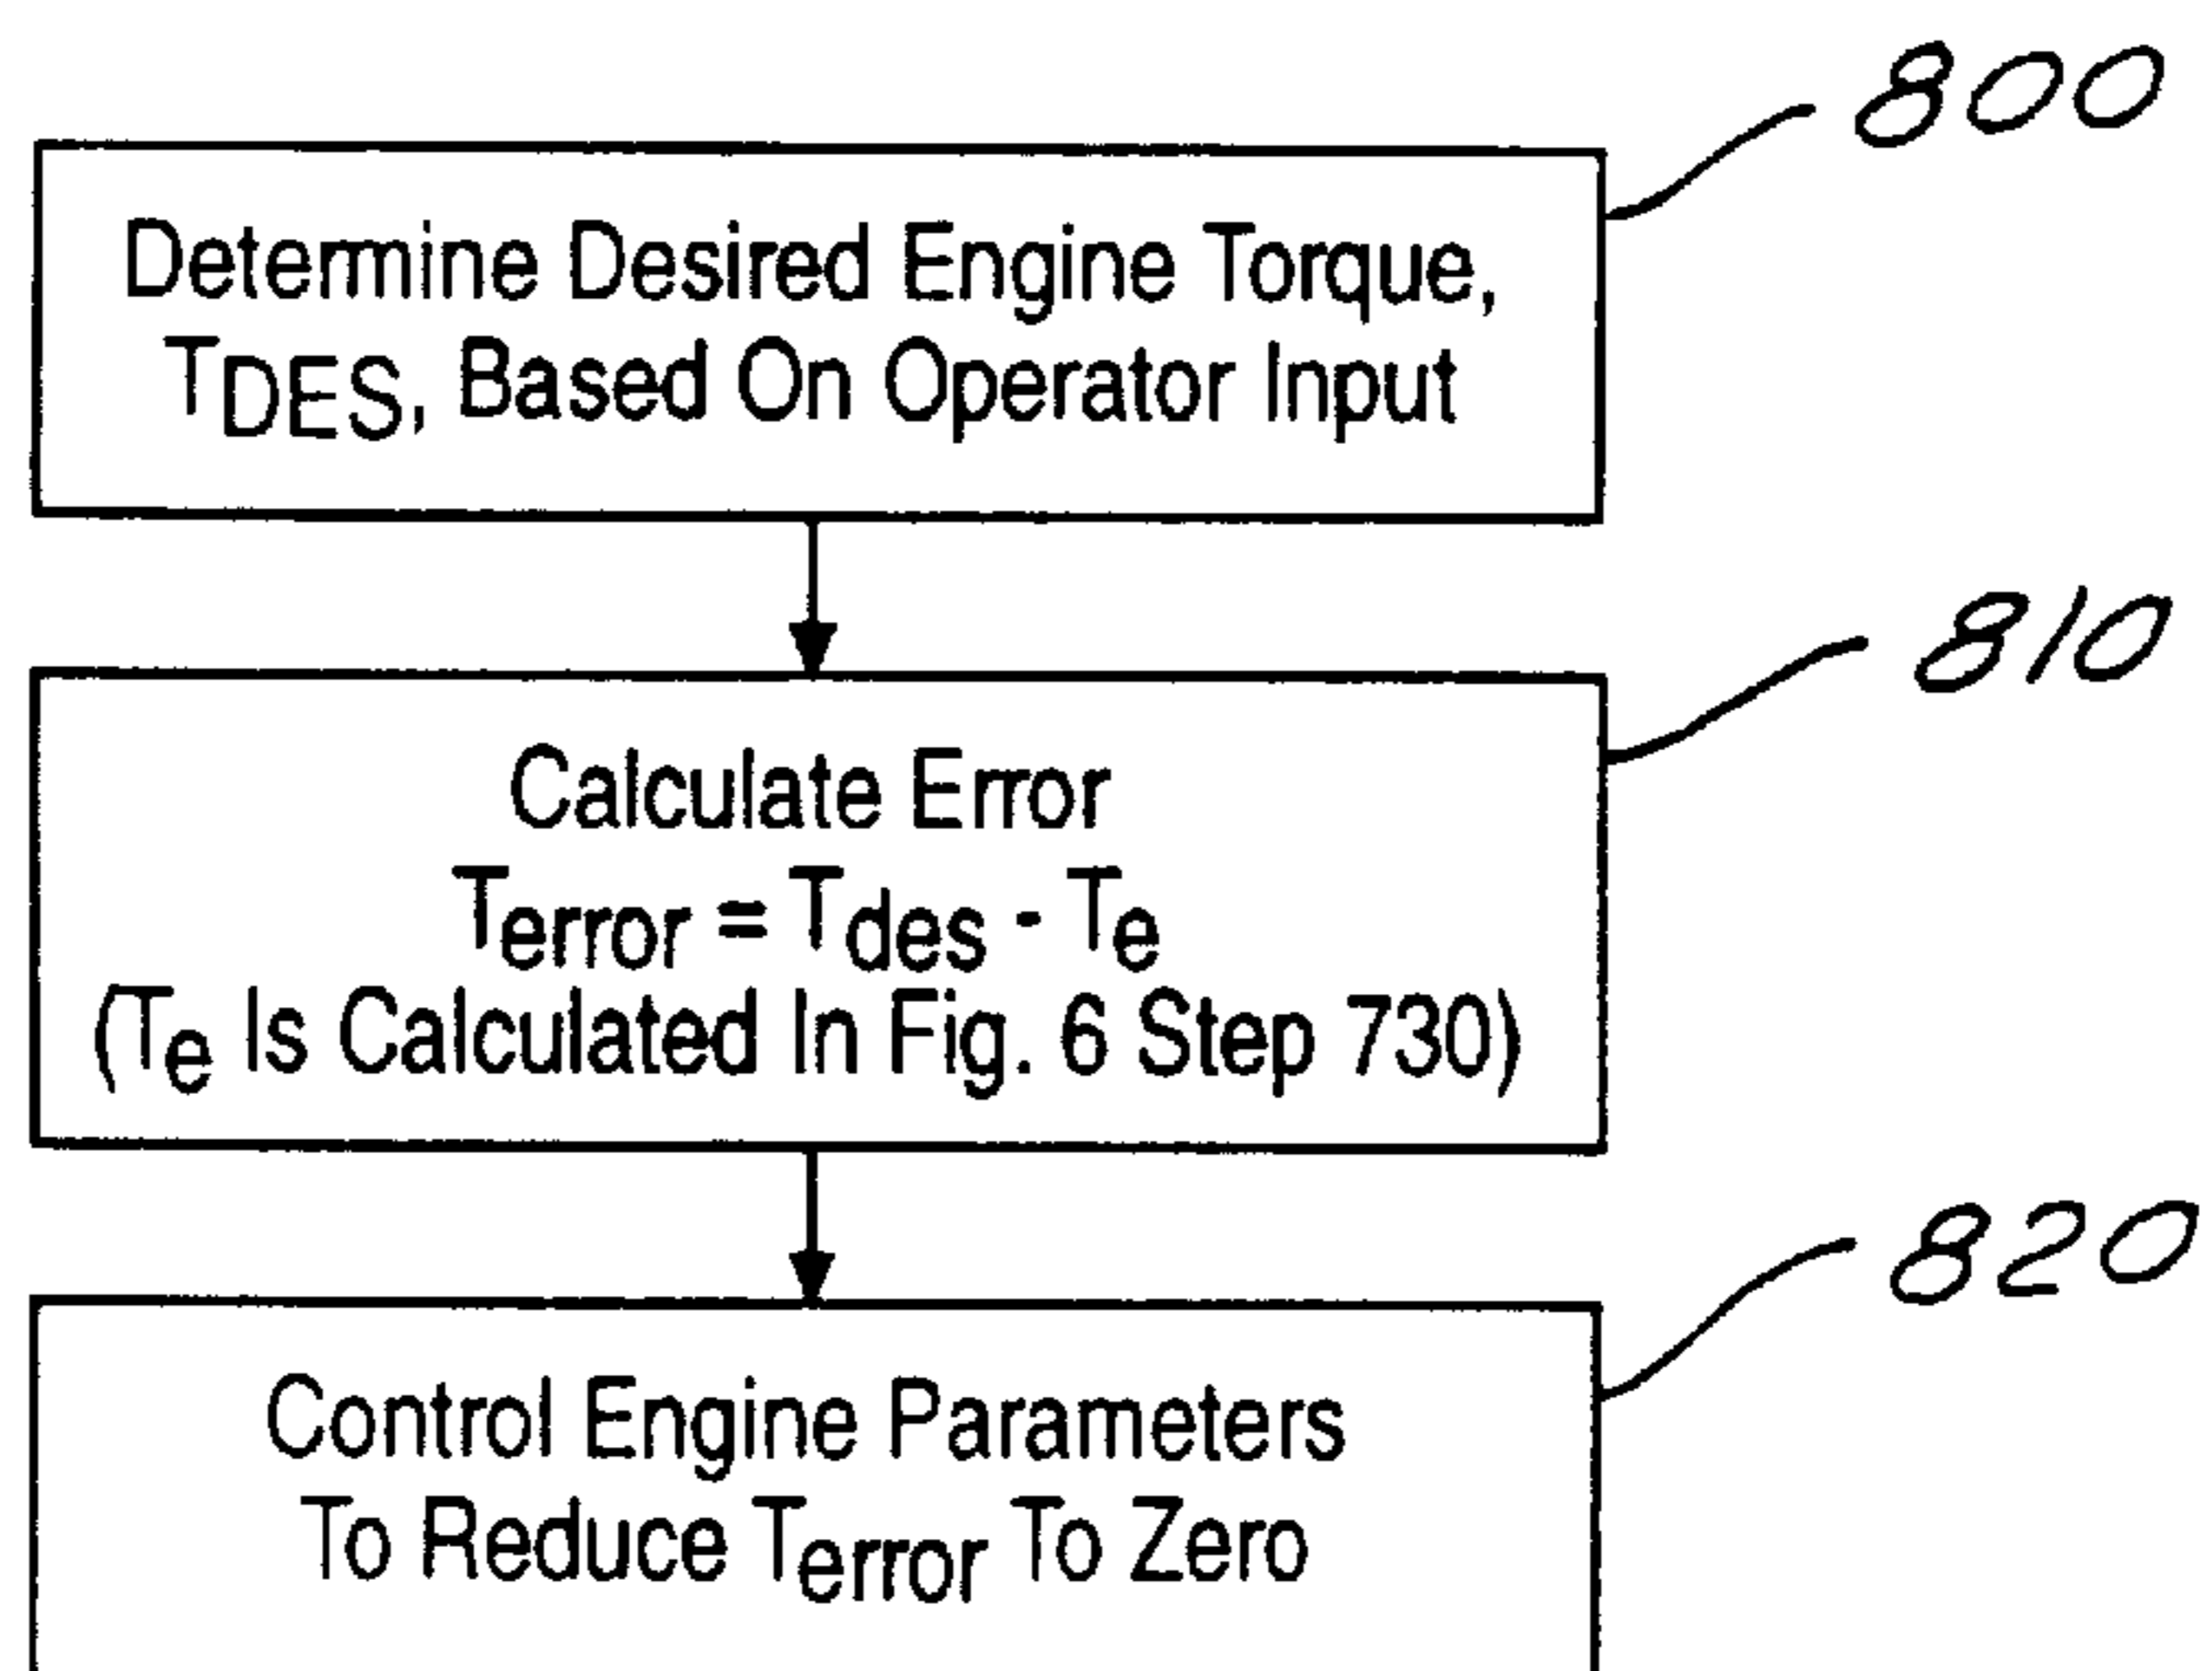 800
Determine Desired Engine Torque,
TDES, Based On Operator Input
810
Calculate Error
Terror = Tdes - Te
(Te Is Calculated In Fig. 6 Step 730)
820
Control Engine Parameters
To Reduce Terror To Zero